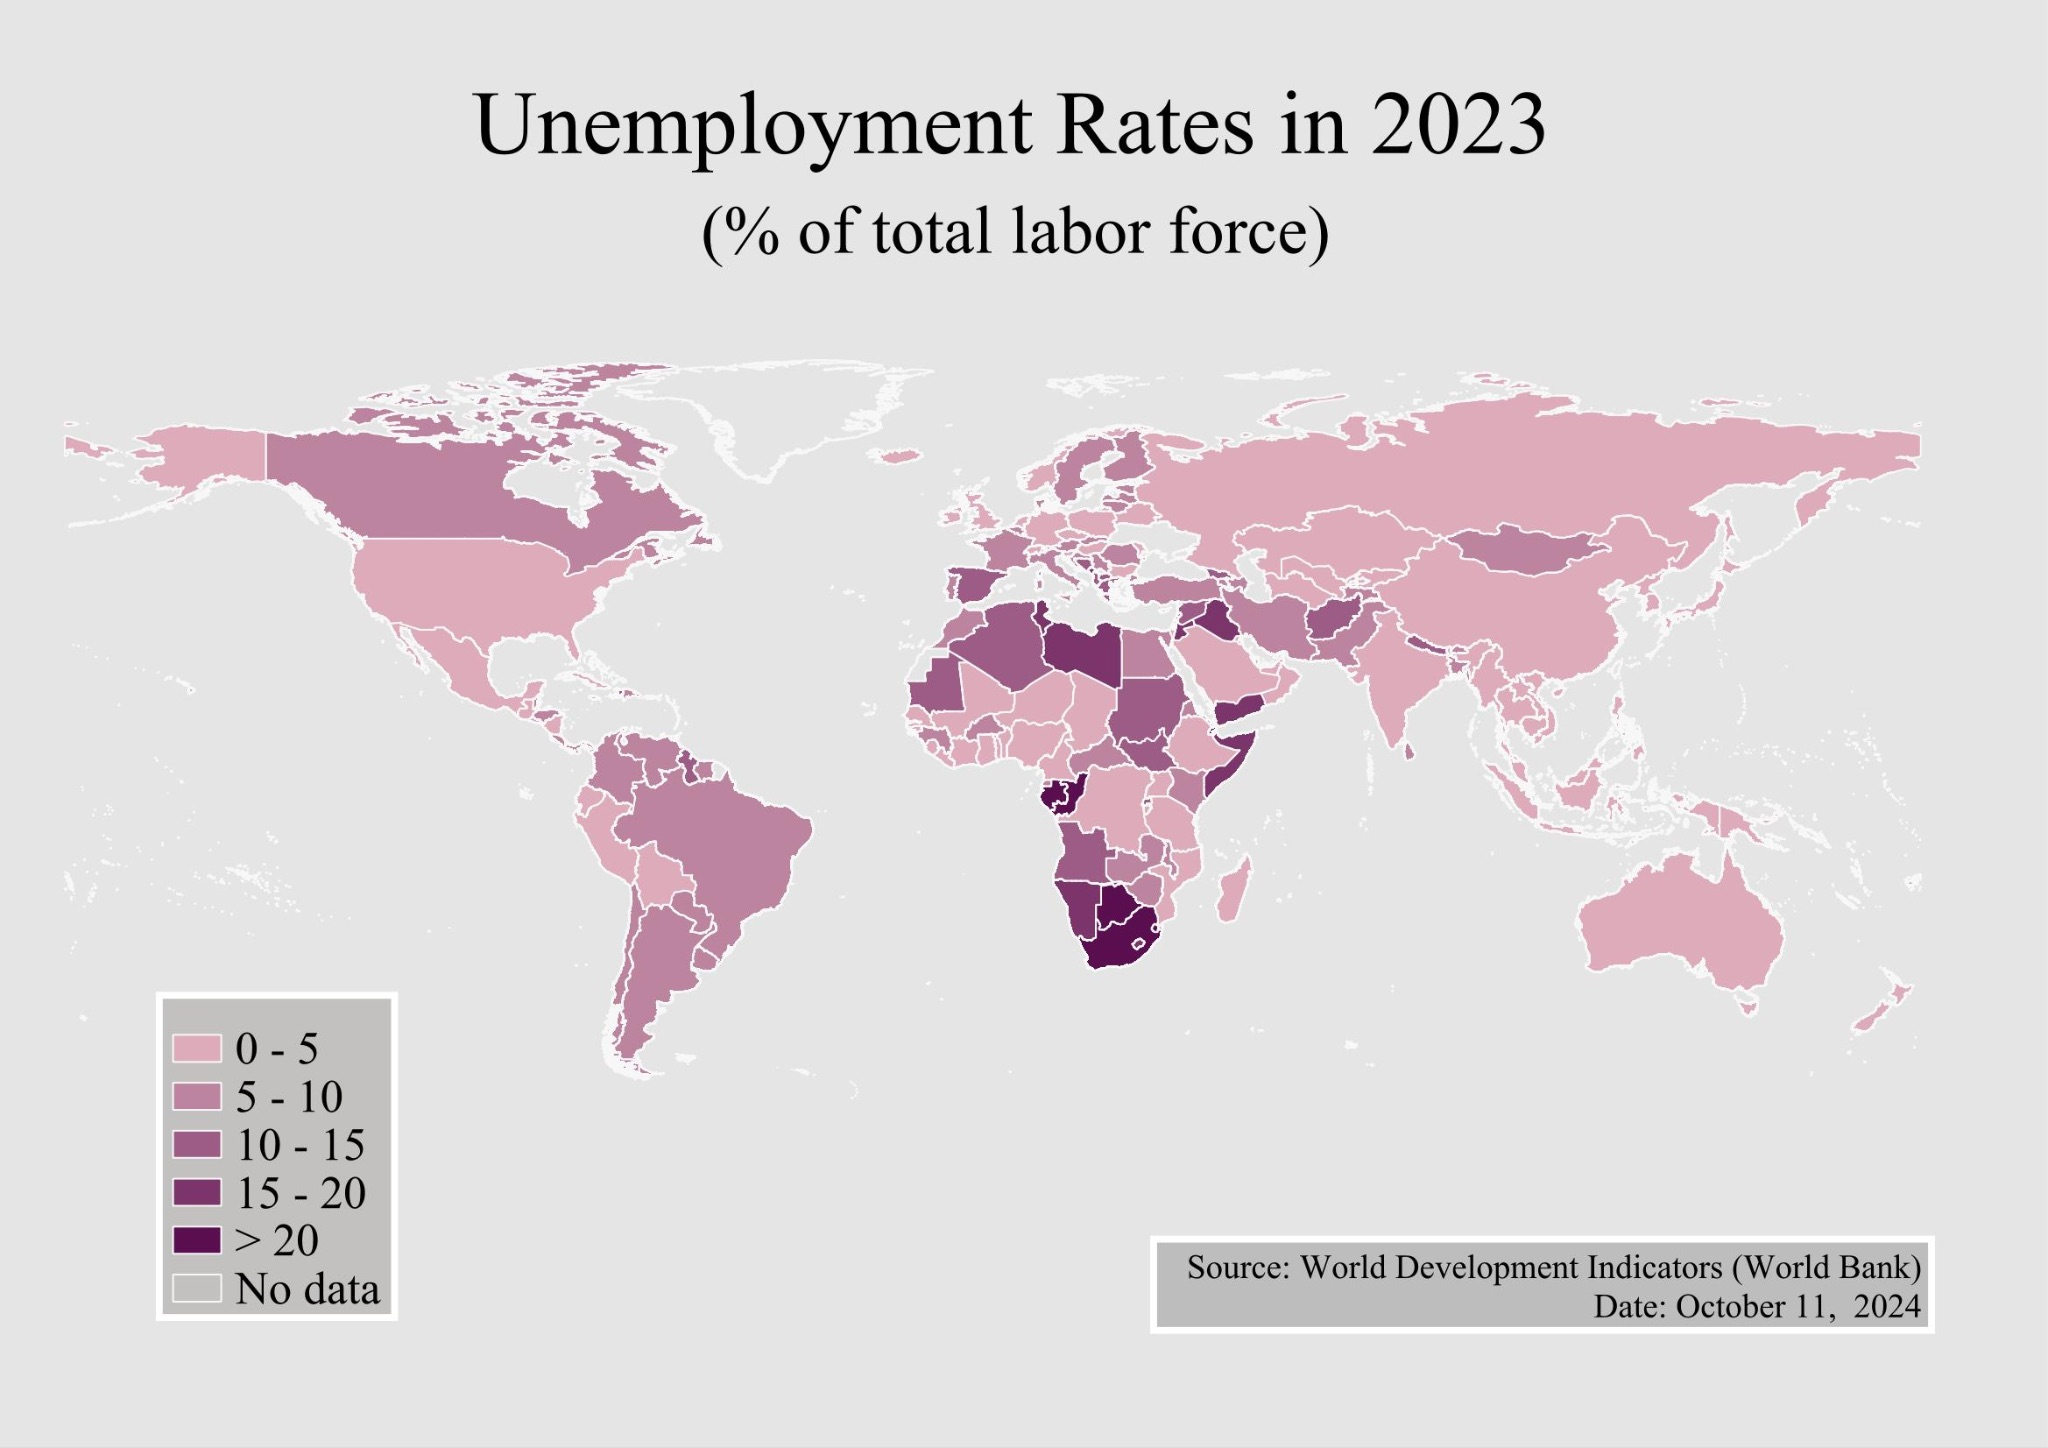 Unemployment Rates in 2023
(% of total labor force)
0 - 5
5 - 10
10 - 15
15 - 20
> 20
No data
Source: World Development Indicators (World Bank)
Date: October 11,  2024